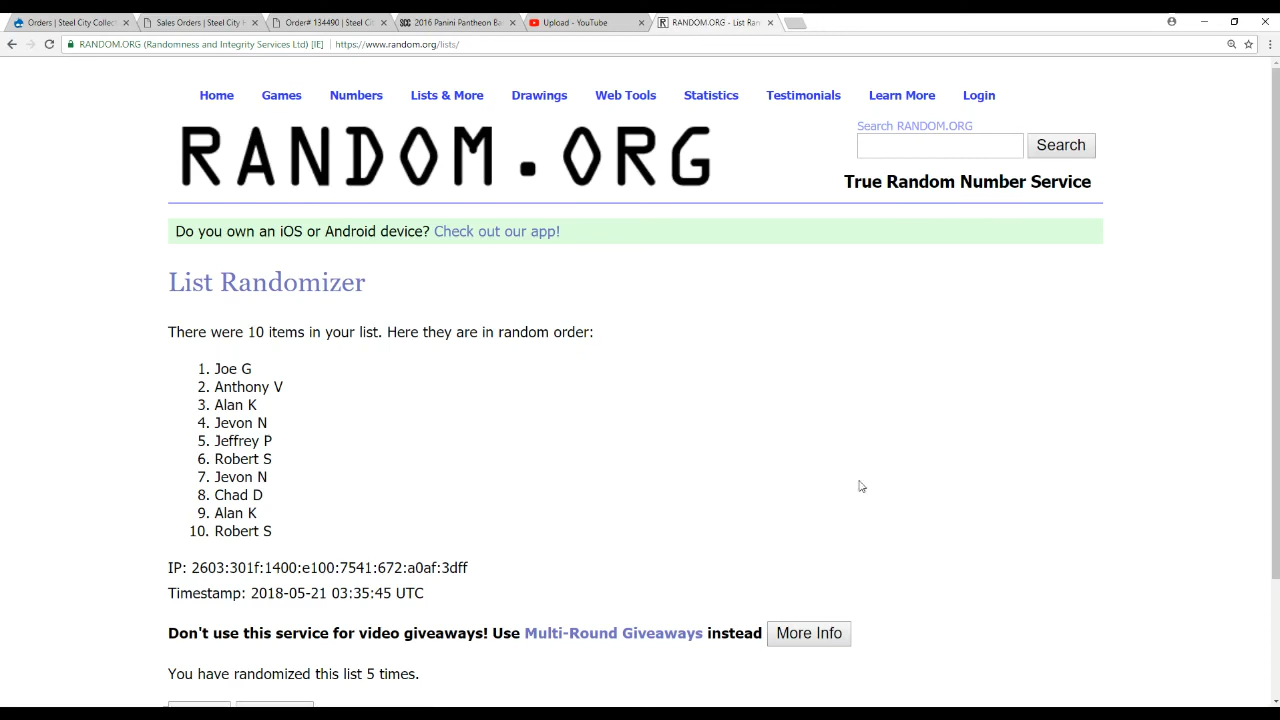 Orders | Steel City Collect
Sales Orders | Steel City H
Order# 134490 | Steel Cit
2016 Panini Pantheon Ba
Upload - YouTube
RANDOM.ORG - List Ran
RANDOM.ORG (Randomness and Integrity Services Ltd) [IE] https://www.random.org/lists/
Home Games Numbers Lists & More Drawings Web Tools Statistics Testimonials Learn More Login
RANDOM.ORG
Search RANDOM.ORG
Search
True Random Number Service
Do you own an iOS or Android device? Check out our app!
List Randomizer
There were 10 items in your list. Here they are in random order:
1. Joe G
2. Anthony V
3. Alan K
4. Jevon N
5. Jeffrey P
6. Robert S
7. Jevon N
8. Chad D
9. Alan K
10. Robert S
IP: 2603:301f:1400:e100:7541:672:a0af:3dff
Timestamp: 2018-05-21 03:35:45 UTC
Don't use this service for video giveaways! Use Multi-Round Giveaways instead More Info
You have randomized this list 5 times.